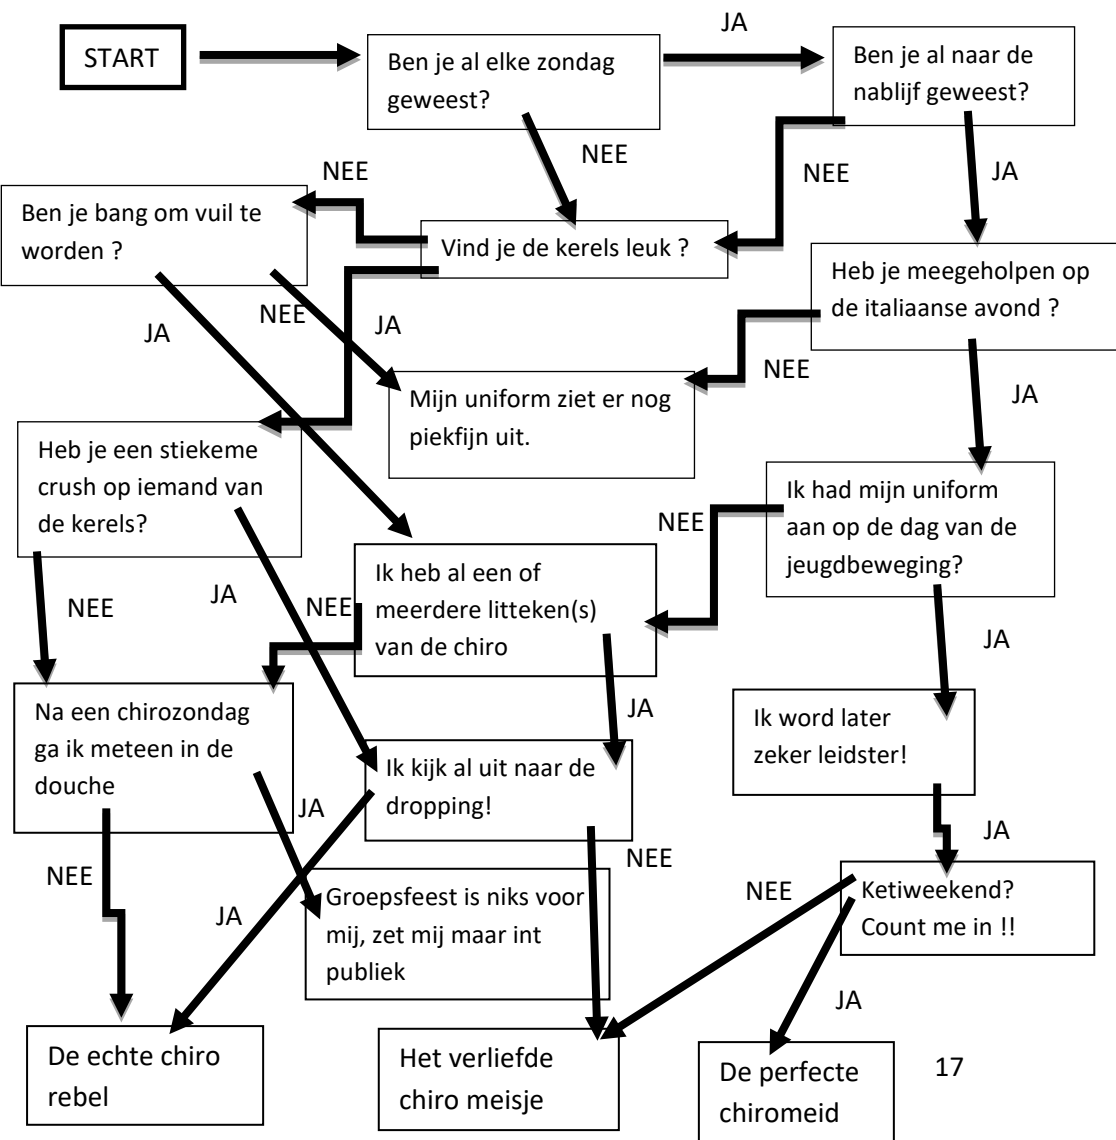 START
Ben je al elke zondag
geweest?
JA
Ben je al naar de
nablijf geweest?
NEE
NEE
NEE
JA
Ben je bang om vuil te
worden ?
Vind je de kerels leuk ?
Heb je meegeholpen op
de italiaanse avond ?
JA
NEE
JA
NEE
JA
Mijn uniform ziet er nog
piekfijn uit.
Heb je een stiekeme
crush op iemand van
de kerels?
Ik had mijn uniform
aan op de dag van de
jeugdbeweging?
NEE
NEE
JA
NEE
JA
Ik heb al een of
meerdere litteken(s)
van de chiro
Na een chirozondag
ga ik meteen in de
douche
JA
Ik word later
zeker leidster!
Ik kijk al uit naar de
dropping!
JA
JA
NEE
NEE
NEE
JA
Groepsfeest is niks voor
mij, zet mij maar int
publiek
Ketiweekend?
Count me in !!
JA
De echte chiro
rebel
Het verliefde
chiro meisje
De perfecte
chiromeid
17